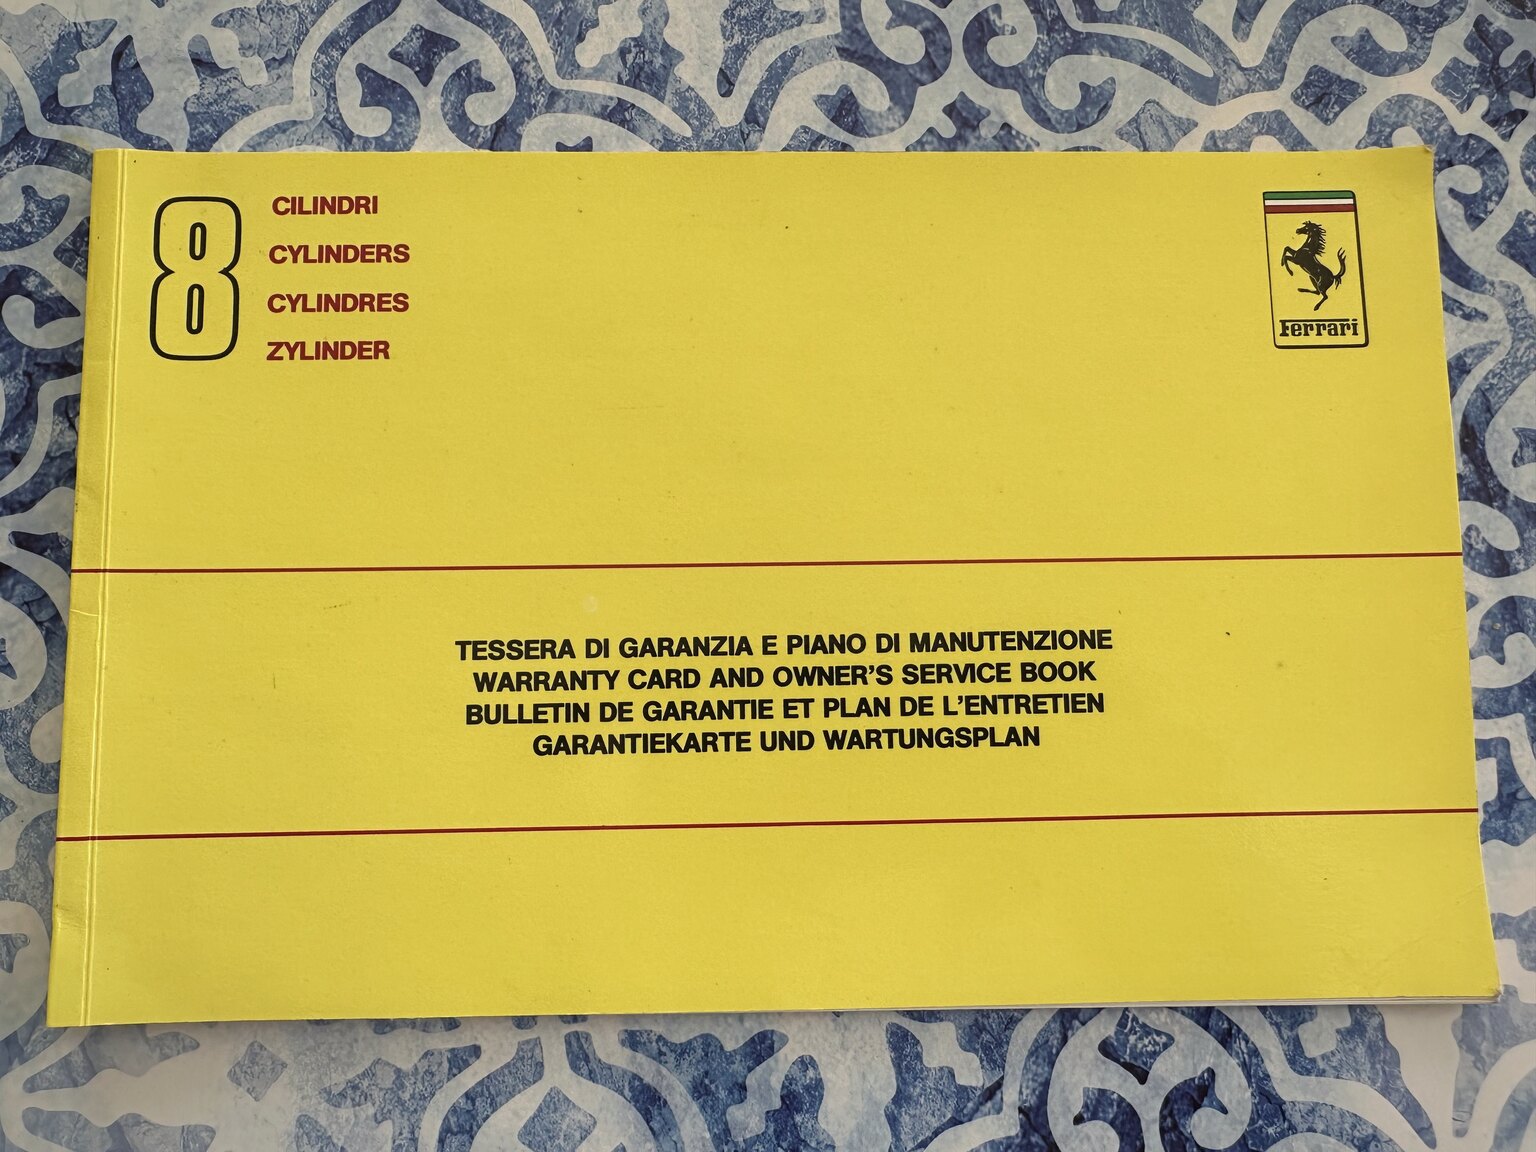 8
CILINDRI
CYLINDERS
CYLINDRES
ZYLINDER
Ferrari
TESSERA DI GARANZIA E PIANO DI MANUTENZIONE
WARRANTY CARD AND OWNER'S SERVICE BOOK
BULLETIN DE GARANTIE ET PLAN DE L'ENTRETIEN
GARANTIEKARTE UND WARTUNGSPLAN